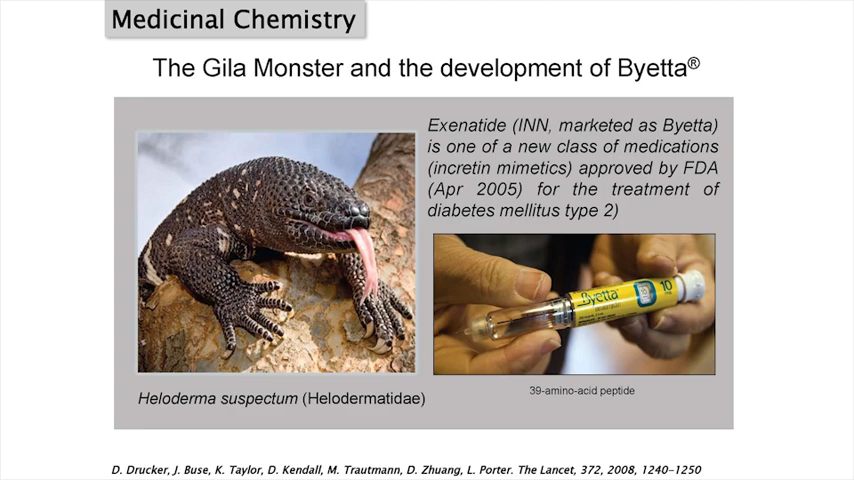 Medicinal Chemistry
The Gila Monster and the development of Byetta®
Exenatide (INN, marketed as Byetta)
is one of a new class of medications
(incretin mimetics) approved by FDA
(Apr 2005) for the treatment of
diabetes mellitus type 2)
Byetta
10
Heloderma suspectum (Helodermatidae)
39-amino-acid peptide
D. Drucker, J. Buse, K. Taylor, D. Kendall, M. Trautmann, D. Zhuang, L. Porter. The Lancet, 372, 2008, 1240-1250